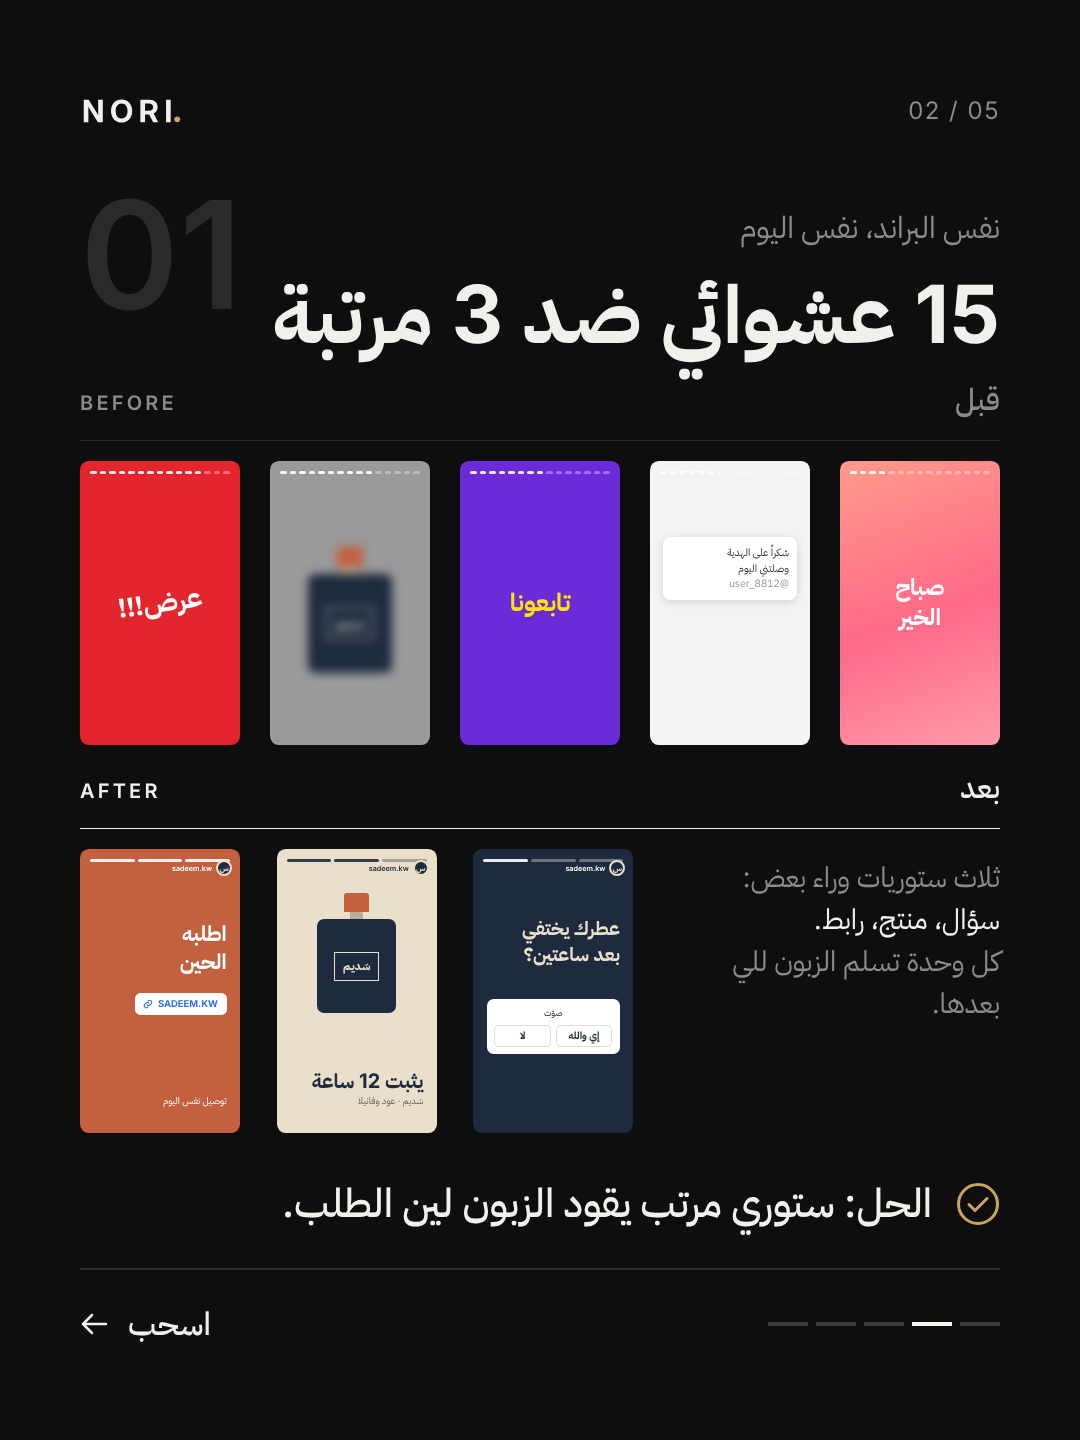 NORI.
02 / 05
01
نفس البراند، نفس اليوم
15 عشوائي ضد 3 مرتبة
قبل
BEFORE
صباح
الخير
شكراً على الهدية
وصلتني اليوم
@user_8812
تابعونا
عرض!!!
بعد
AFTER
ثلاث ستوريات وراء بعض:
سؤال، منتج، رابط.
كل وحدة تسلم الزبون للي
بعدها.
sadeem.kw
عطرك يختفي
بعد ساعتين؟
صوّت
إي والله
لا
sadeem.kw
سَديم
يثبت 12 ساعة
سَديم · عود وفانيلا
sadeem.kw
اطلبه
الحين
SADEEM.KW
توصيل نفس اليوم
الحل: ستوري مرتب يقود الزبون لين الطلب.
اسحب